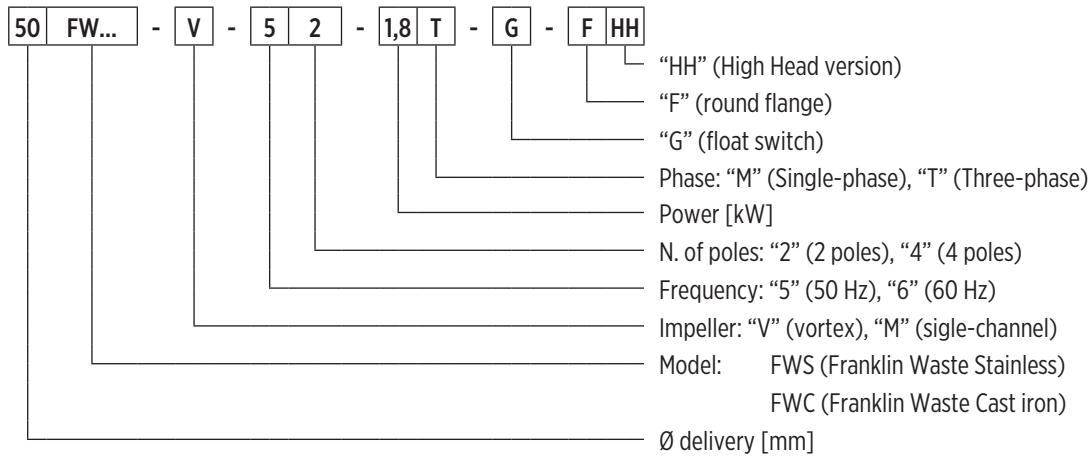 50 FW... - V - 5 2 - 1,8 T - G - F HH
“HH” (High Head version)
“F” (round flange)
“G” (float switch)
Phase: “M” (Single-phase), “T” (Three-phase)
Power [kW]
N. of poles: “2” (2 poles), “4” (4 poles)
Frequency: “5” (50 Hz), “6” (60 Hz)
Impeller: “V” (vortex), “M” (sigle-channel)
Model: FWS (Franklin Waste Stainless)
FWC (Franklin Waste Cast iron)
Ø delivery [mm]